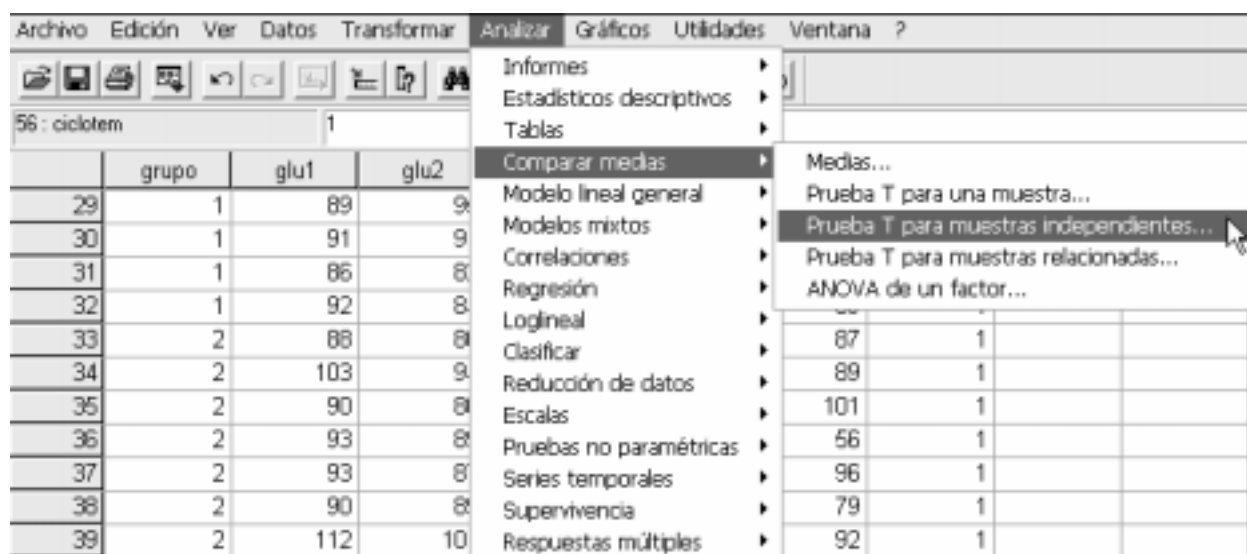 Archivo Edición Ver Datos Transformar Analizar Gráficos Utilidades Ventana ?
56 : ciclotem 1
grupo glu1 glu2
29 1 89
30 1 91
31 1 86
32 1 92
33 2 88 87 1
34 2 103 89 1
35 2 90 101 1
36 2 93 56 1
37 2 93 96 1
38 2 90 79 1
39 2 112 92 1
Informes
Estadísticos descriptivos
Tablas
Comparar medias
Modelo lineal general
Modelos mixtos
Correlaciones
Regresión
Loglineal
Clasificar
Reducción de datos
Escalas
Pruebas no paramétricas
Series temporales
Supervivencia
Respuestas múltiples
Medias...
Prueba T para una muestra...
Prueba T para muestras independientes...
Prueba T para muestras relacionadas...
ANOVA de un factor...